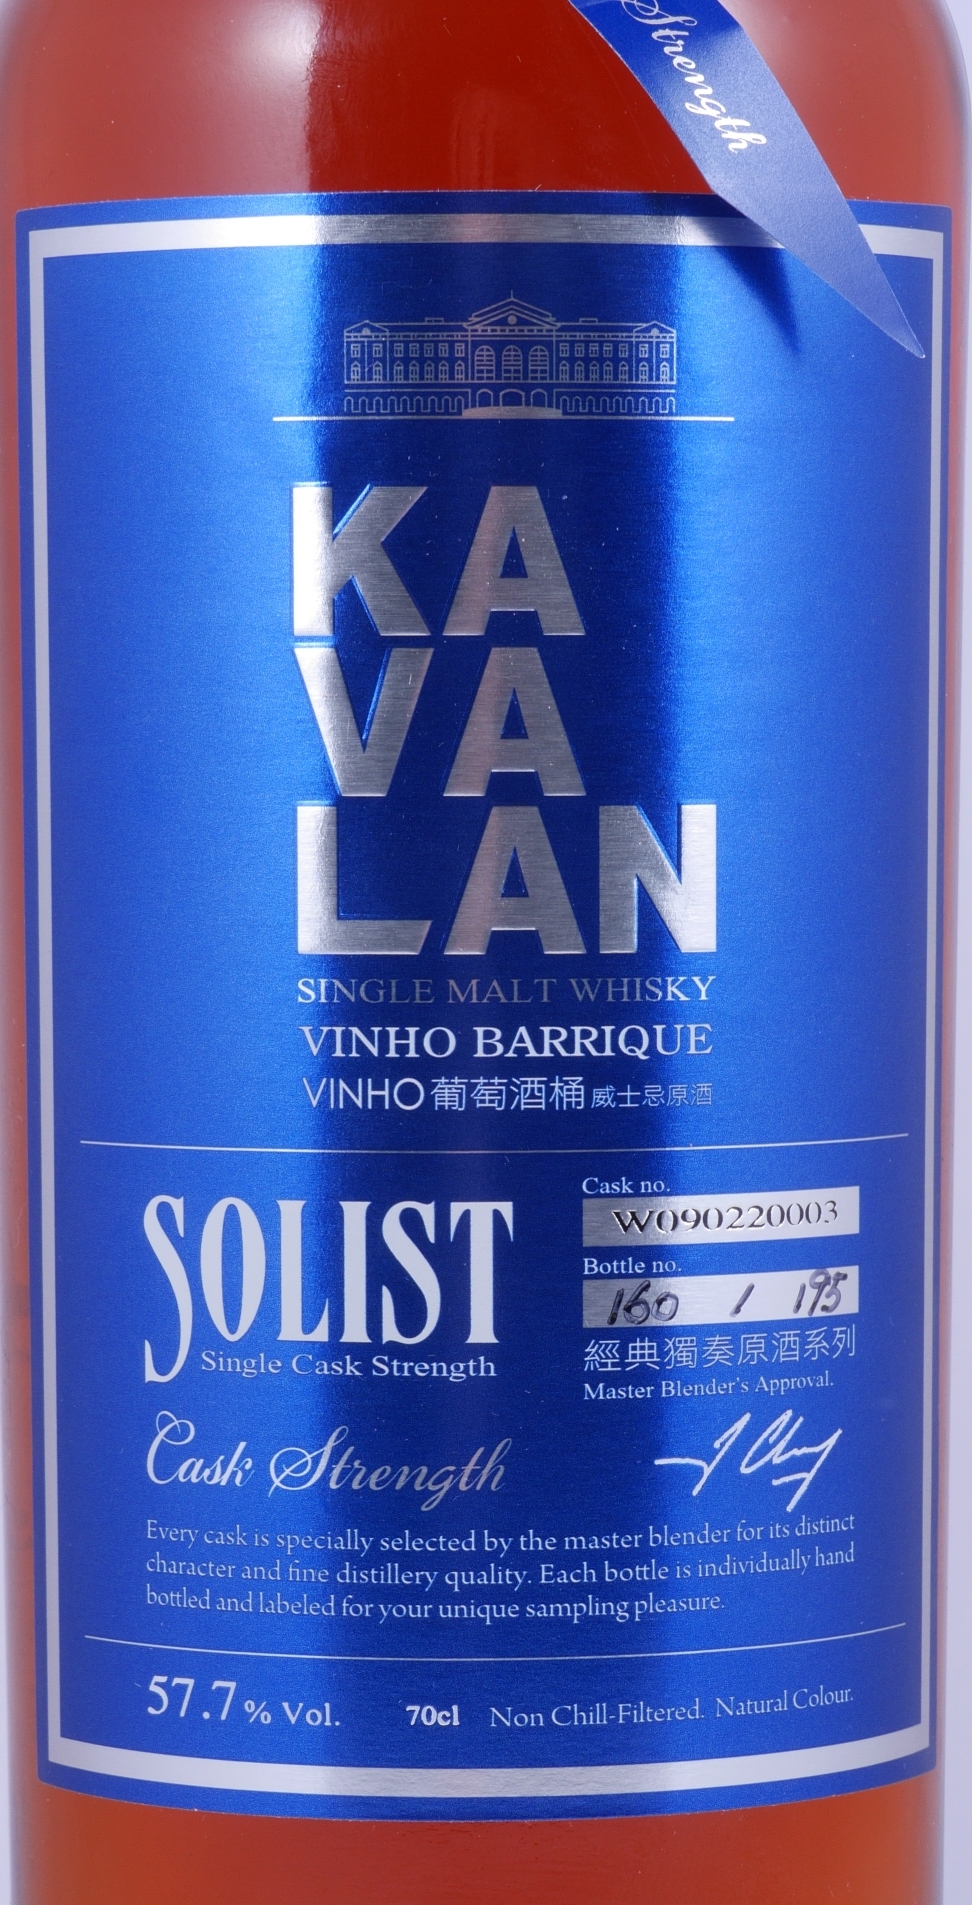 Strength
KA
VA
LAN
SINGLE MALT WHISKY
VINHO BARRIQUE
VINHO葡萄酒桶 威士忌原酒
SOLIST
Single Cask Strength
Cask Strength
Cask no.
W090220003
Bottle no.
160 / 195
經典獨奏原酒系列
Master Blender's Approval.
Every cask is specially selected by the master blender for its distinct
character and fine distillery quality. Each bottle is individually hand
bottled and labeled for your unique sampling pleasure.
57.7% Vol. 70cl Non Chill-Filtered. Natural Colour.